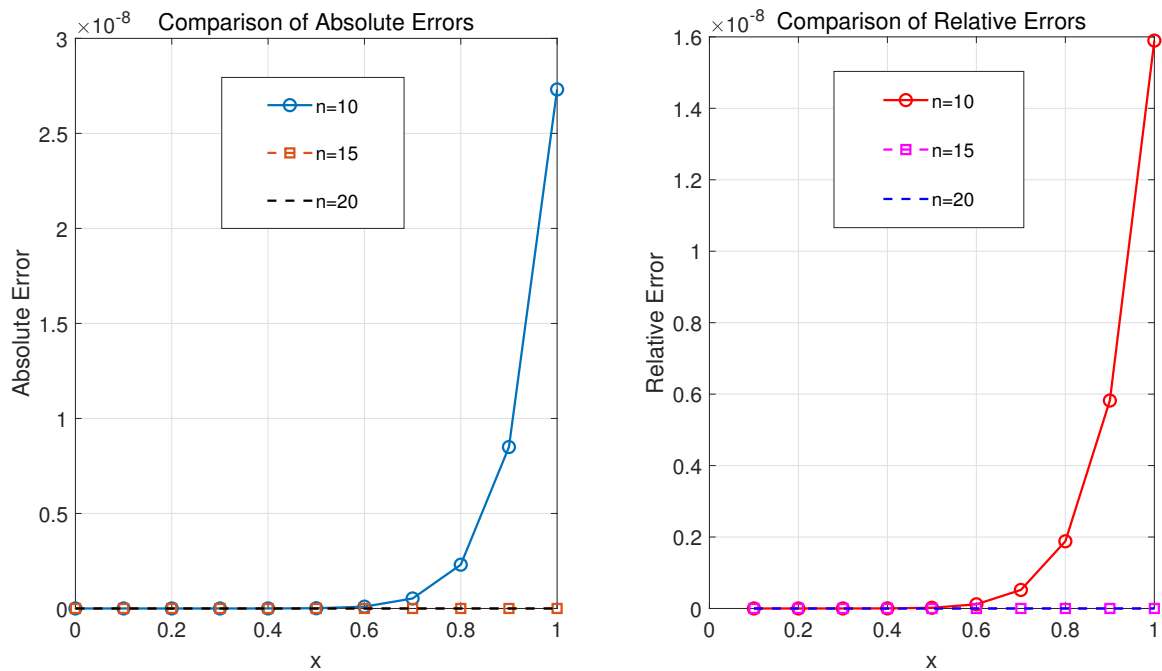 ×10-8 Comparison of Absolute Errors
3
2.5
2
1.5
1
0.5
0
Absolute Error
n=10
n=15
n=20
0 0.2 0.4 0.6 0.8 1
x
×10-8 Comparison of Relative Errors
1.6
1.4
1.2
1
0.8
0.6
0.4
0.2
0
Relative Error
n=10
n=15
n=20
0 0.2 0.4 0.6 0.8 1
x